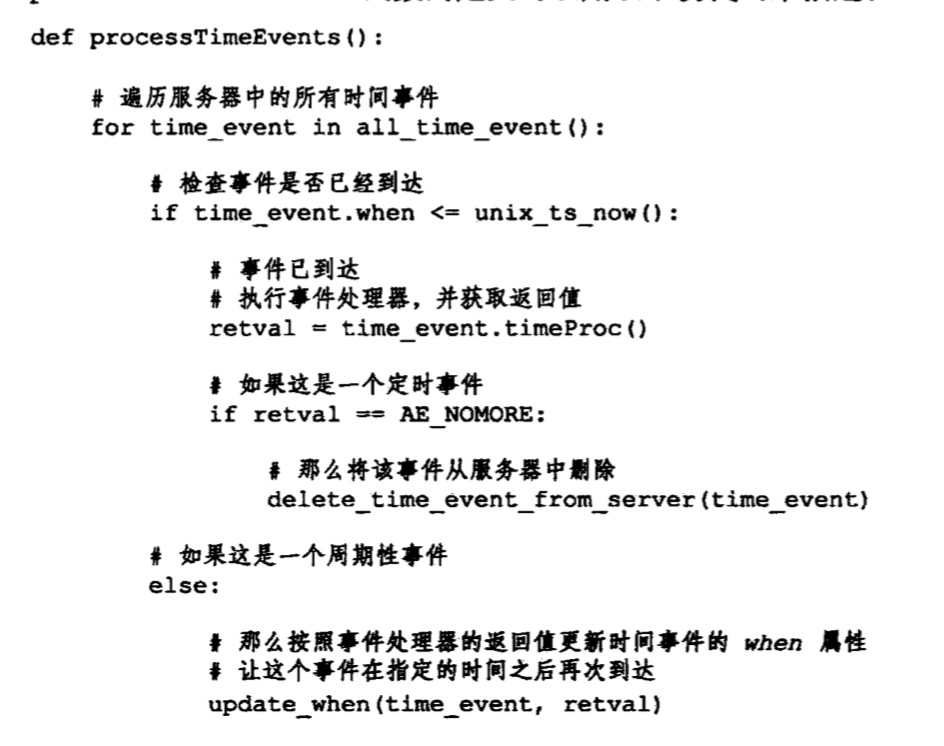 def processTimeEvents():
    # 遍历服务器中的所有时间事件
    for time_event in all_time_event():
        # 检查事件是否已经到达
        if time_event.when <= unix_ts_now():
            # 事件已到达
            # 执行事件处理器，并获取返回值
            retval = time_event.timeProc()
            # 如果这是一个定时事件
            if retval == AE_NOMORE:
                # 那么将该事件从服务器中删除
                delete_time_event_from_server(time_event)
        # 如果这是一个周期性事件
        else:
            # 那么按照事件处理器的返回值更新时间事件的 when 属性
            # 让这个事件在指定的时间之后再次到达
            update_when(time_event, retval)